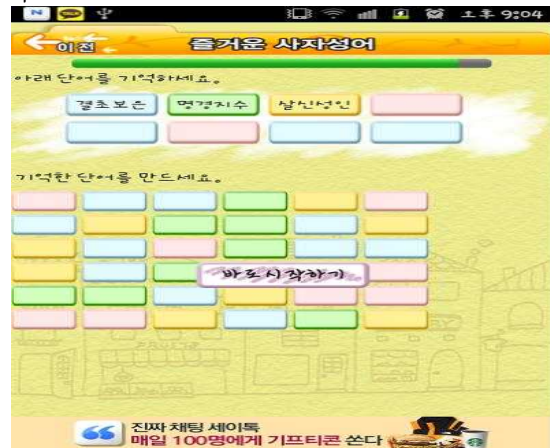 오후 9:04
이전
즐거운 사자성어
아래 단어를 기억하세요.
결초보은 명경지수 살신성인
기억한 단어를 만드세요.
바로시작하기
진짜 채팅 세이톡
매일 100명에게 기프티콘 쏜다